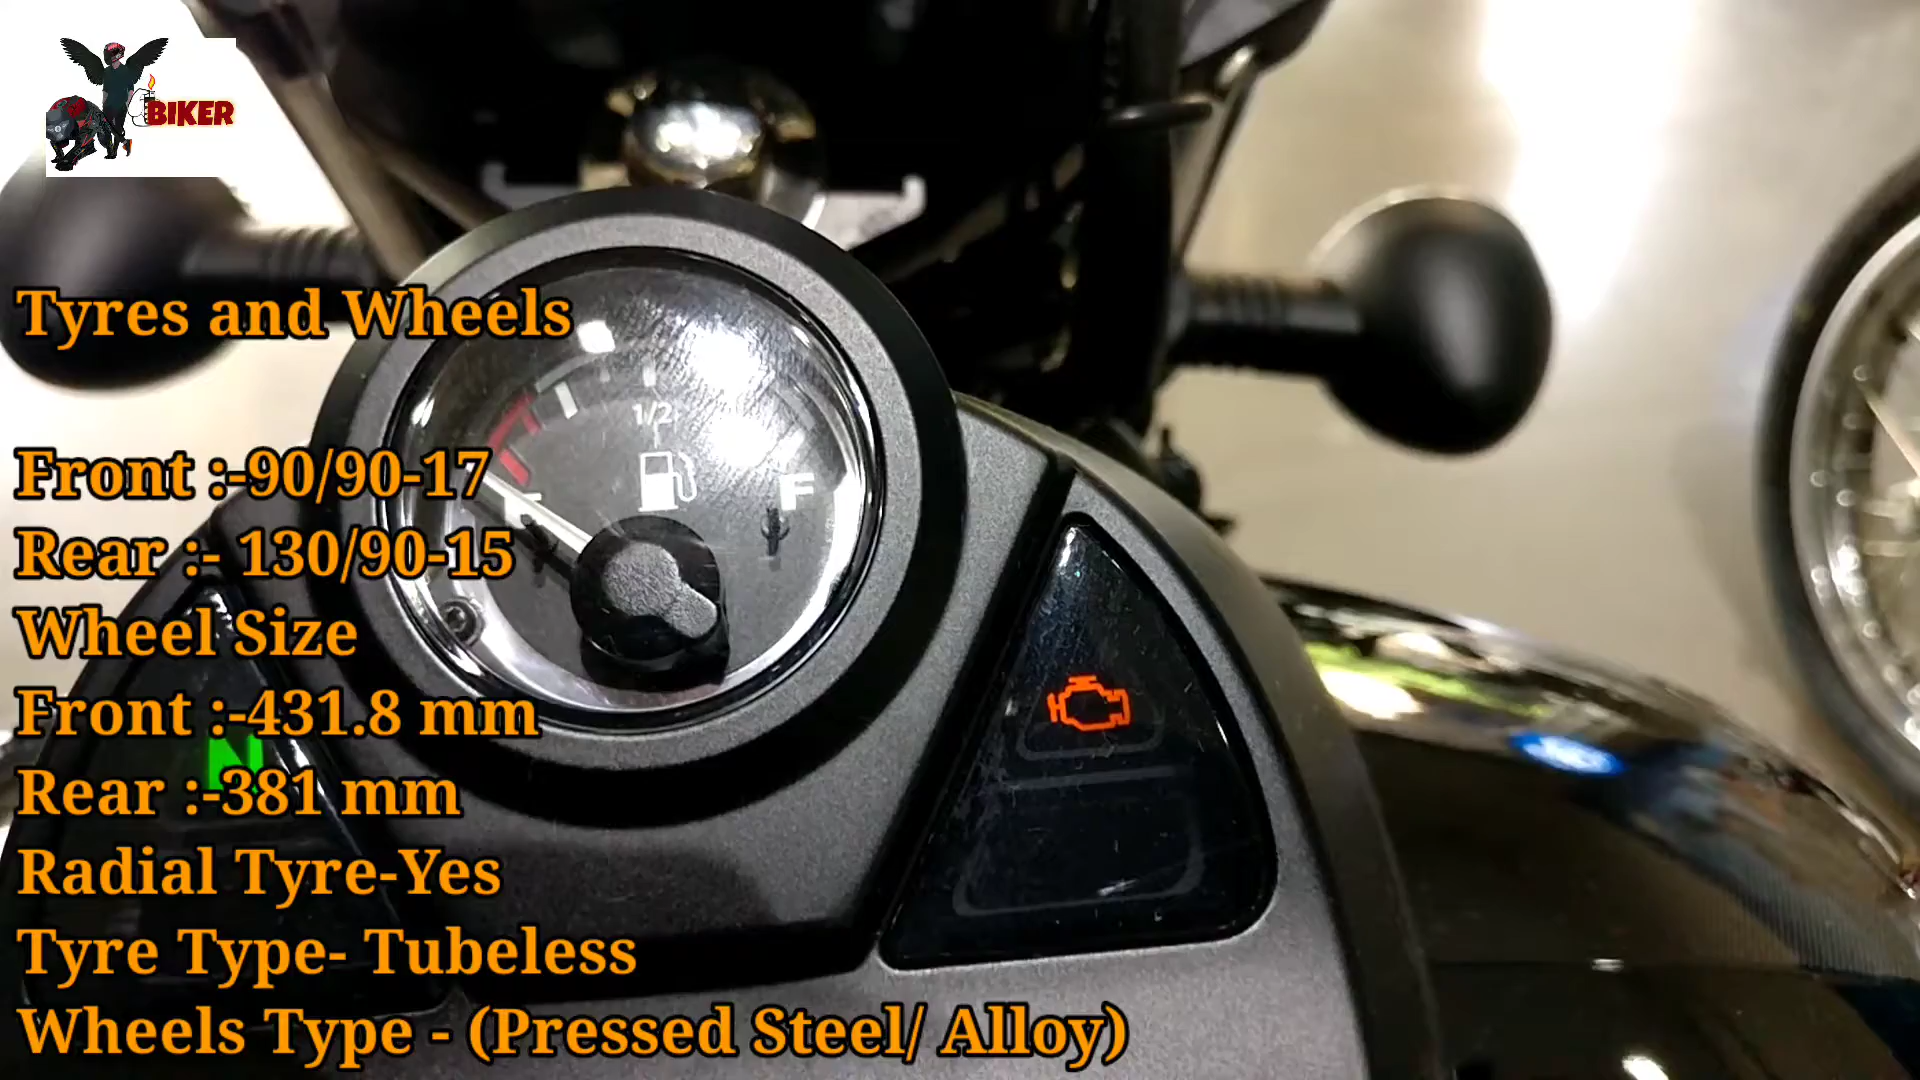 BIKER
Tyres and Wheels
1/2
F
Front :-90/90-17
Rear :- 130/90-15
Wheel Size
Front :-431.8 mm
N
Rear :-381 mm
Radial Tyre-Yes
Tyre Type- Tubeless
Wheels Type - (Pressed Steel/ Alloy)